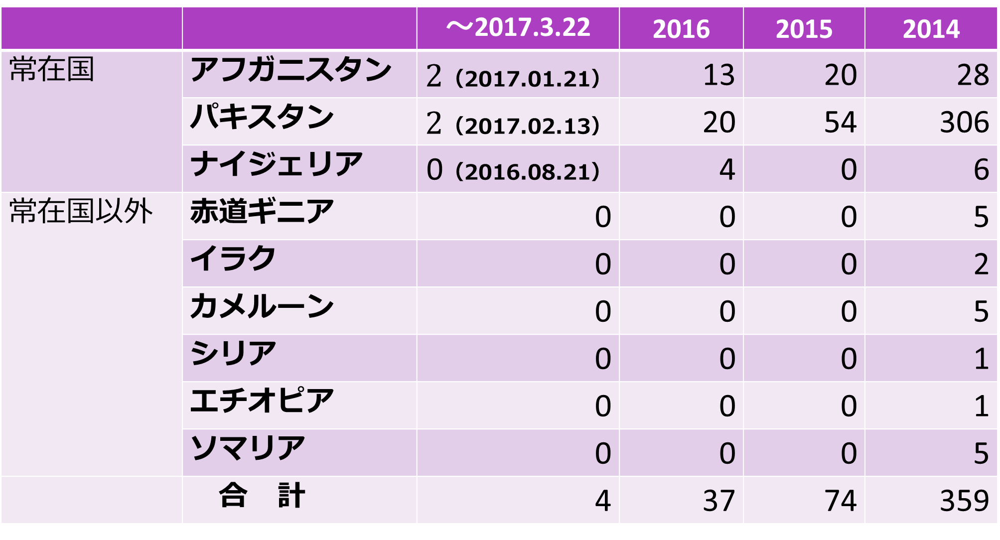 ～2017.3.22 2016 2015 2014
常在国 アフガニスタン 2（2017.01.21） 13 20 28
パキスタン 2（2017.02.13） 20 54 306
ナイジェリア 0（2016.08.21） 4 0 6
常在国以外 赤道ギニア 0 0 0 5
イラク 0 0 0 2
カメルーン 0 0 0 5
シリア 0 0 0 1
エチオピア 0 0 0 1
ソマリア 0 0 0 5
合　計 4 37 74 359